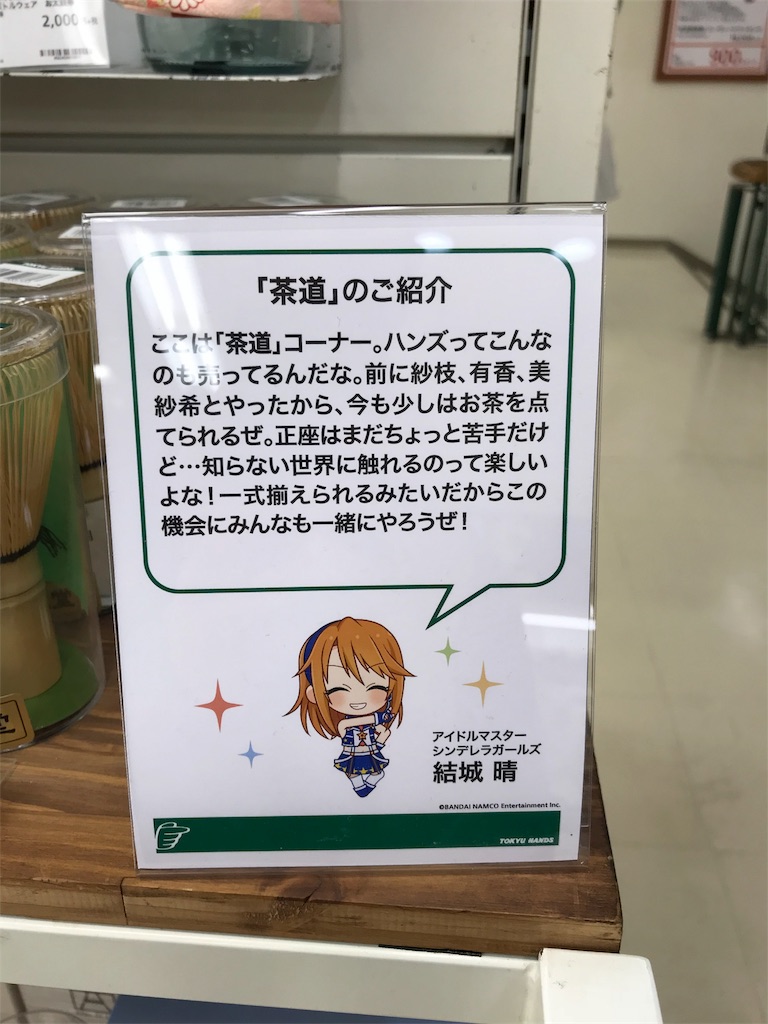 2,000
「茶道」のご紹介
ここは「茶道」コーナー。ハンズってこんな
のも売ってるんだな。前に紗枝、有香、美
紗希とやったから、今も少しはお茶を点
てられるぜ。正座はまだちょっと苦手だけ
ど…知らない世界に触れるのって楽しい
よな！一式揃えられるみたいだからこの
機会にみんなも一緒にやろうぜ！
アイドルマスター
シンデレラガールズ
結城 晴
©BANDAI NAMCO Entertainment Inc.
TOKYU HANDS